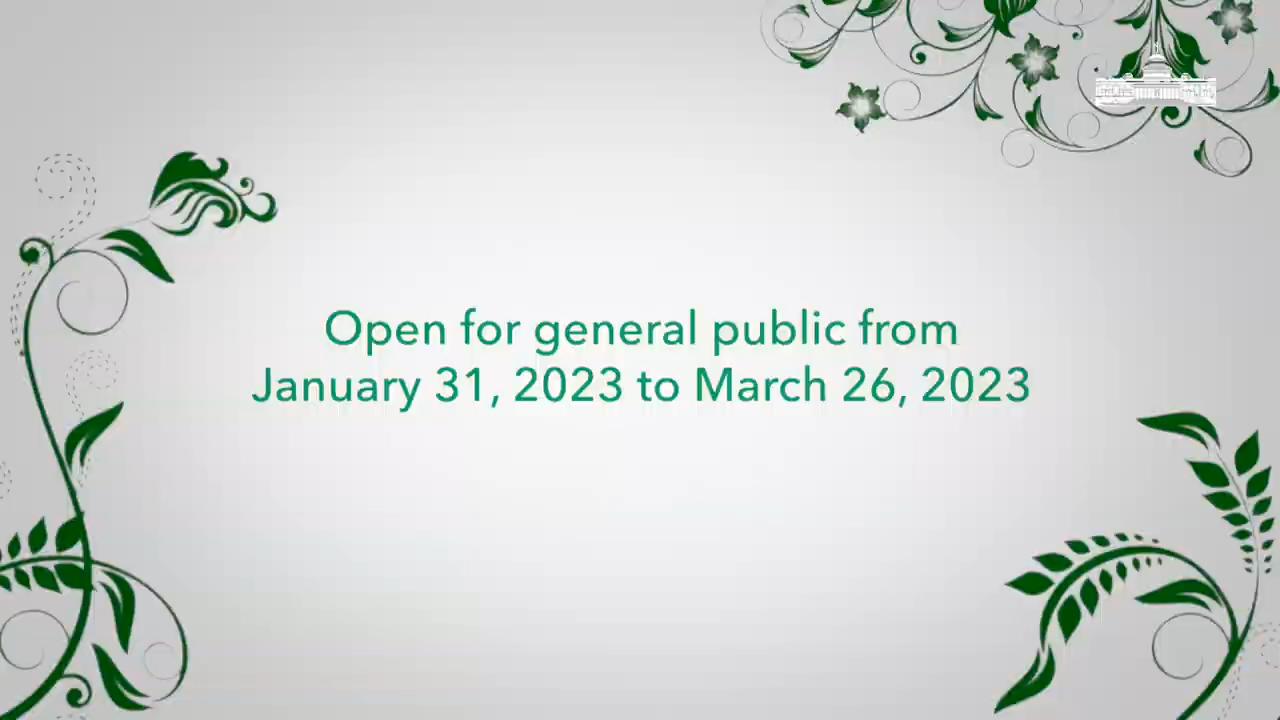 Open for general public from
January 31, 2023 to March 26, 2023